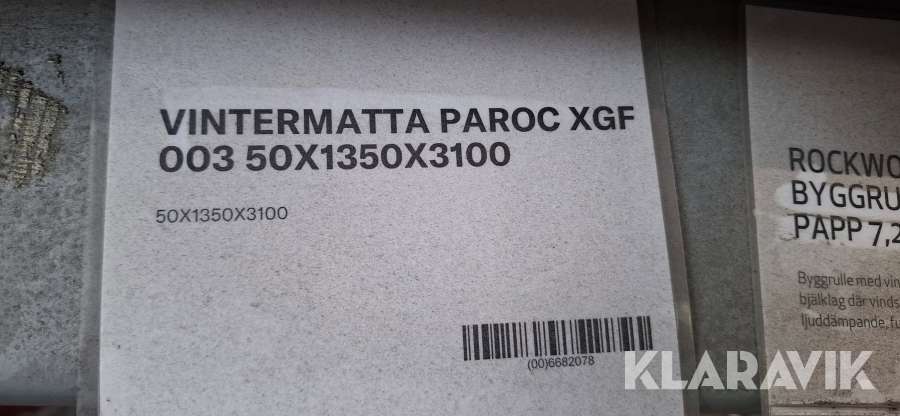 VINTERMATTA PAROC XGF
003 50X1350X3100
50X1350X3100
(00)6682078
BYGGRU
PAPP 7,2
Byggrulle med vin
bjälklag där vinds
ljuddämpande, fu
ROCKWO
KLARAVIK